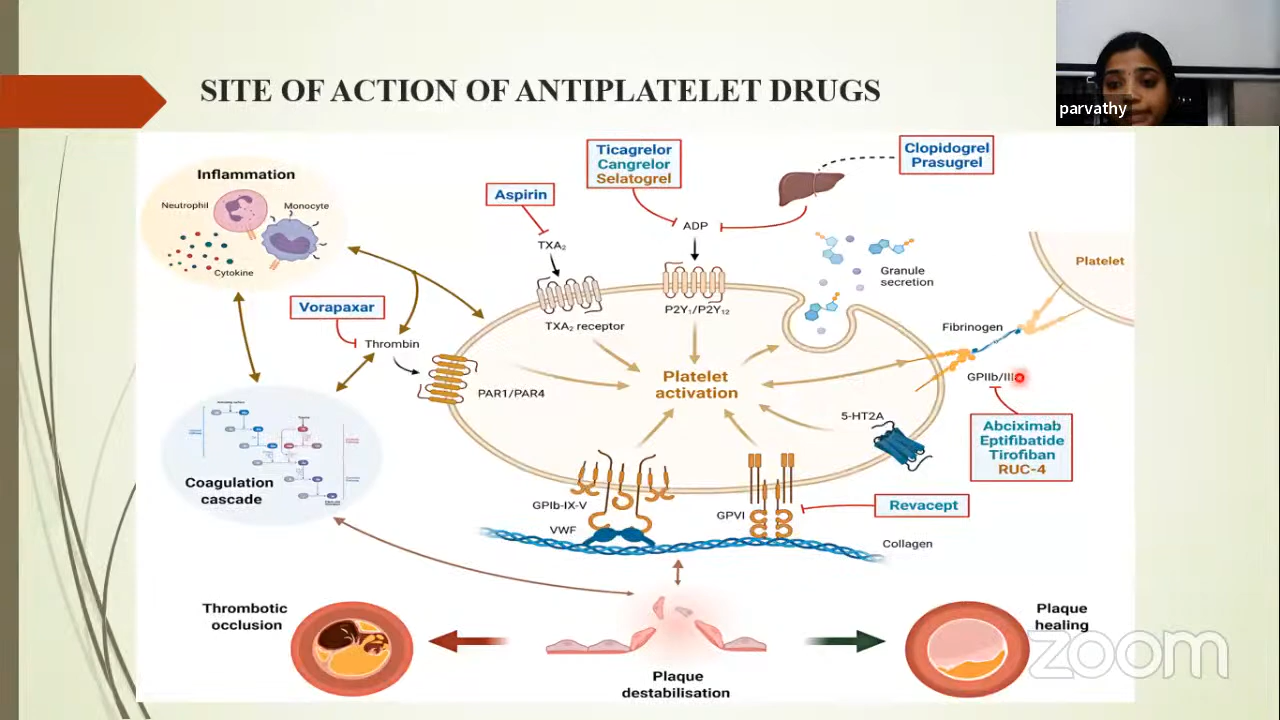 SITE OF ACTION OF ANTIPLATELET DRUGS
parvathy
Inflammation
Neutrophil
Monocyte
Cytokine
Aspirin
Ticagrelor
Cangrelor
Selatogrel
Clopidogrel
Prasugrel
TXA₂
ADP
Granule
secretion
Platelet
Vorapaxar
Thrombin
TXA₂ receptor
P2Y₁/P2Y₁₂
Fibrinogen
PAR1/PAR4
Platelet
activation
GPIIb/IIIa
5-HT2A
Abciximab
Eptifibatide
Tirofiban
RUC-4
Coagulation
cascade
GPIb-IX-V
VWF
GPVI
Revacept
Collagen
Thrombotic
occlusion
Plaque
destabilisation
Plaque
healing
zoom